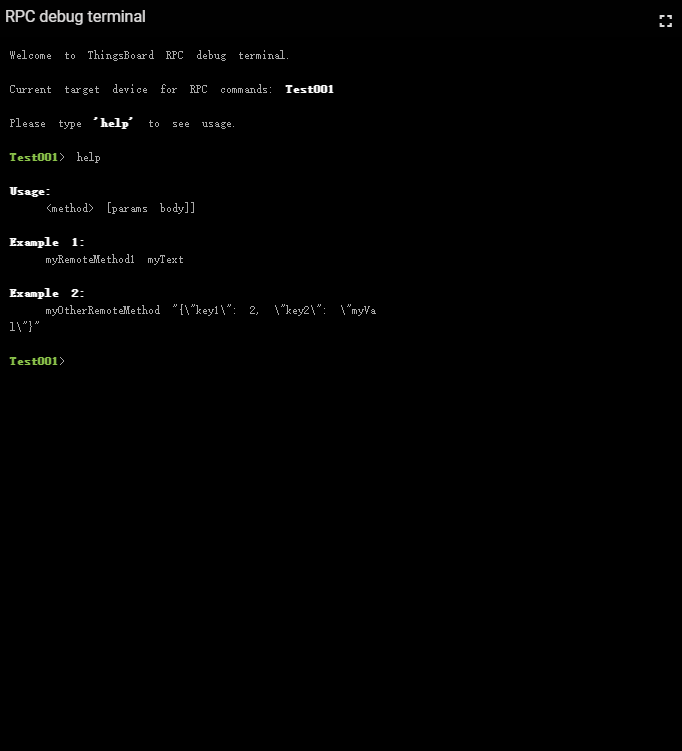 RPC debug terminal
Welcome to ThingsBoard RPC debug terminal.
Current target device for RPC commands: Test001
Please type 'help' to see usage.
Test001> help
Usage:
<method> [params body]]
Example 1:
myRemoteMethod1 myText
Example 2:
myOtherRemoteMethod "{\"key1\": 2, \"key2\": \"myVa
l\"}"
Test001>